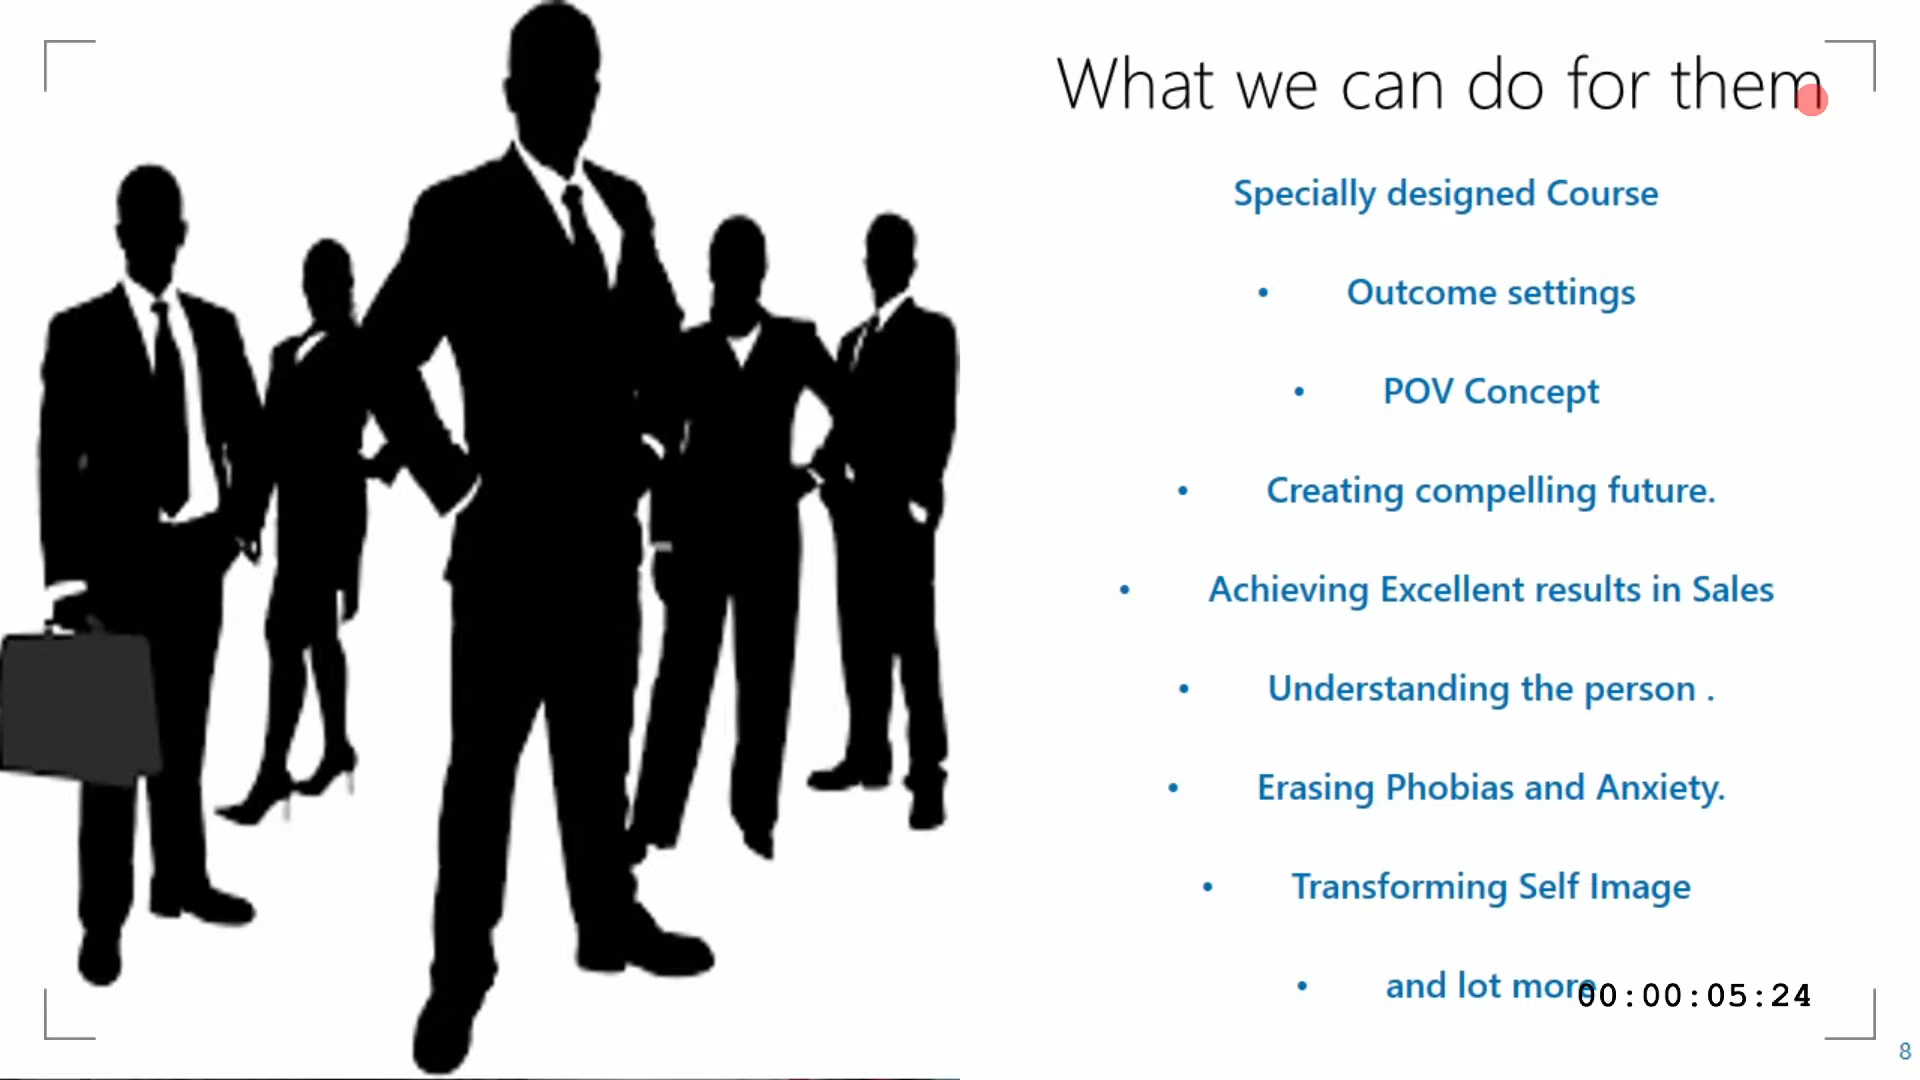 What we can do for them
Specially designed Course
• Outcome settings
• POV Concept
• Creating compelling future.
• Achieving Excellent results in Sales
• Understanding the person .
• Erasing Phobias and Anxiety.
• Transforming Self Image
• and lot more
00:00:05:24
8